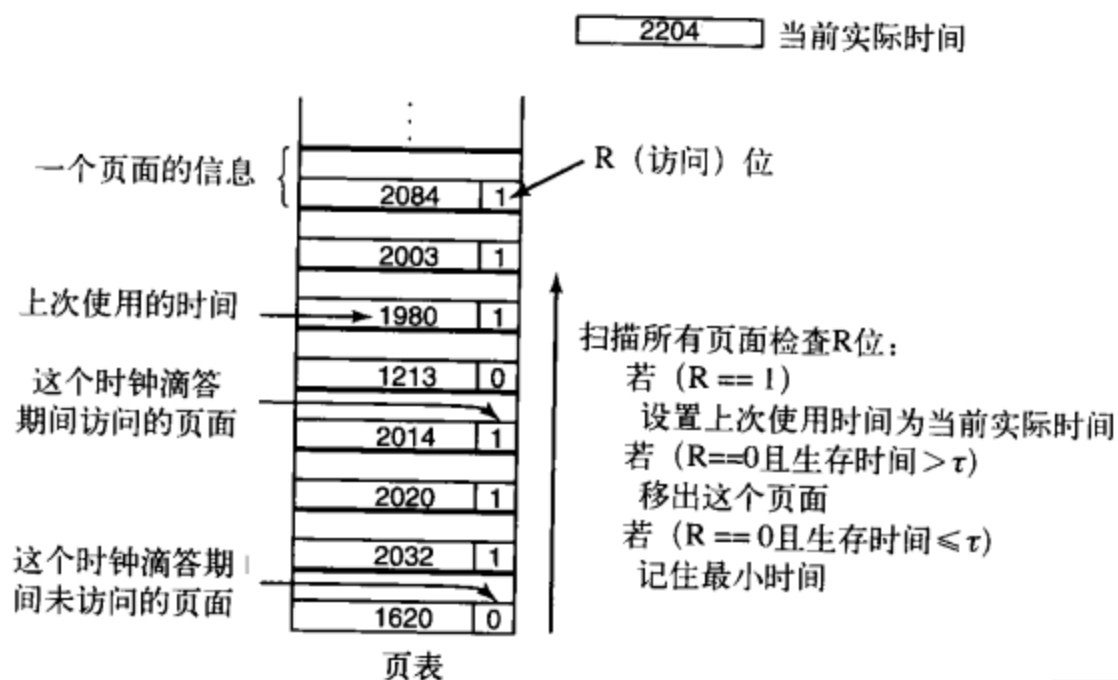 2204 当前实际时间
一个页面的信息
R（访问）位
2084 1
2003 1
上次使用的时间
1980 1
1213 0
这个时钟滴答
期间访问的页面
2014 1
2020 1
2032 1
这个时钟滴答期
间未访问的页面
1620 0
页表
扫描所有页面检查R位：
若（R == 1）
设置上次使用时间为当前实际时间
若（R==0且生存时间>τ）
移出这个页面
若（R == 0且生存时间≤τ）
记住最小时间